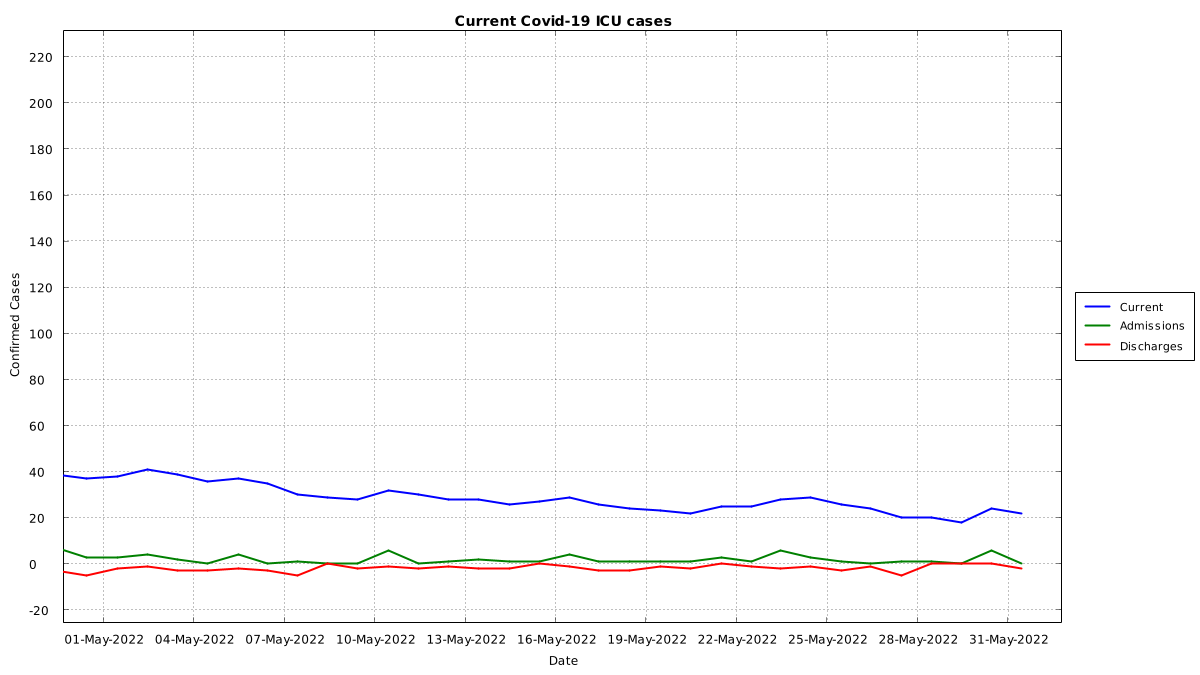 Current Covid-19 ICU cases
220
200
180
160
140
120
100
80
60
40
20
0
-20
Confirmed Cases
01-May-2022 04-May-2022 07-May-2022 10-May-2022 13-May-2022 16-May-2022 19-May-2022 22-May-2022 25-May-2022 28-May-2022 31-May-2022
Date
Current
Admissions
Discharges